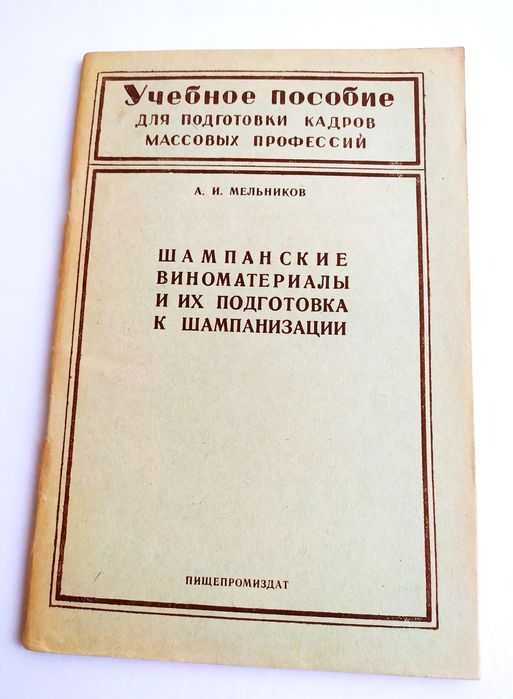 Учебное пособие
для подготовки кадров
массовых профессий
А. И. МЕЛЬНИКОВ
ШАМПАНСКИЕ
ВИНОМАТЕРИАЛЫ
И ИХ ПОДГОТОВКА
К ШАМПАНИЗАЦИИ
ПИЩЕПРОМИЗДАТ